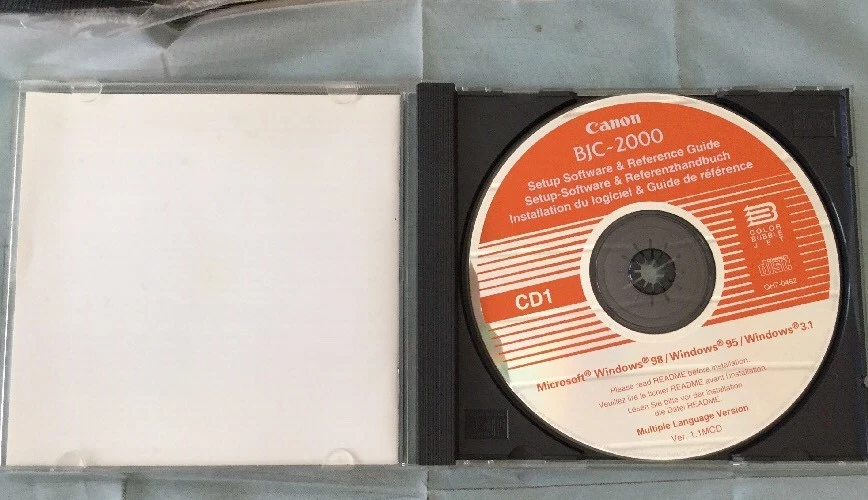 Canon
BJC-2000
Setup Software & Reference Guide
Setup-Software & Referenzhandbuch
Installation du logiciel & Guide de référence
COLOR
BUBBLE
JET
COMPACT
disc
CD1
Microsoft® Windows® 98 / Windows® 95 / Windows® 3.1
Please read README before installation.
Veuillez lire le fichier README avant l'installation.
Lesen Sie bitte vor der Installation
die Datei README.
Multiple Language Version
Ver. 1.1MCD